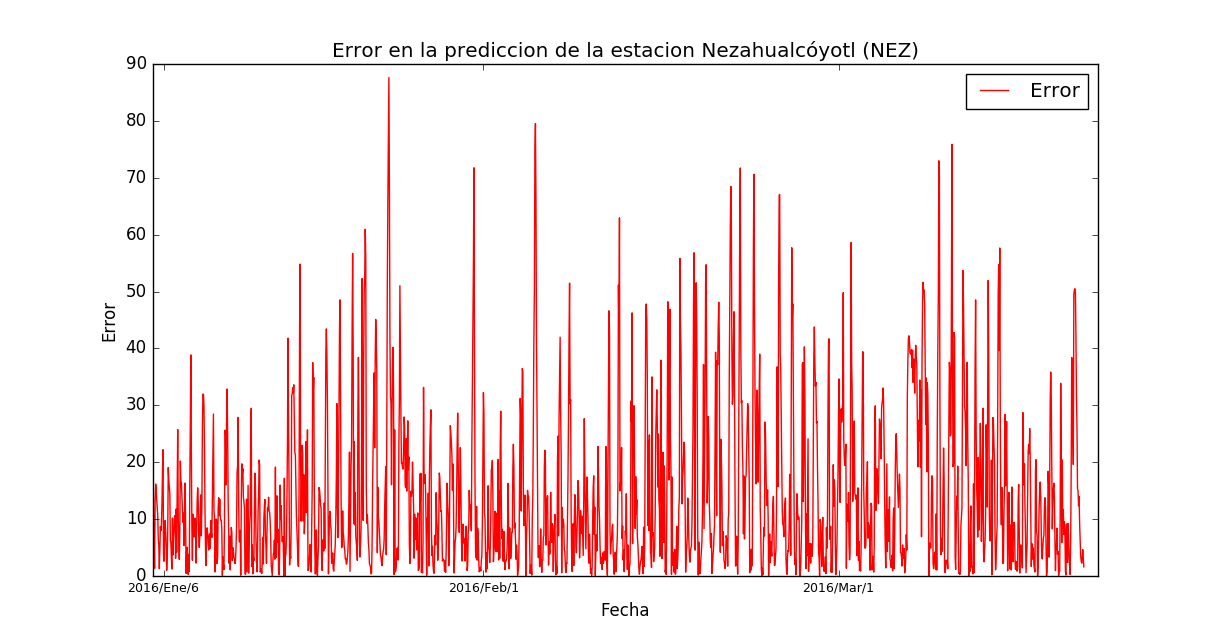 Error en la prediccion de la estacion Nezahualcóyotl (NEZ)
90
80
70
60
50
40
30
20
10
0
Error
Error
2016/Ene/6
2016/Feb/1
2016/Mar/1
Fecha